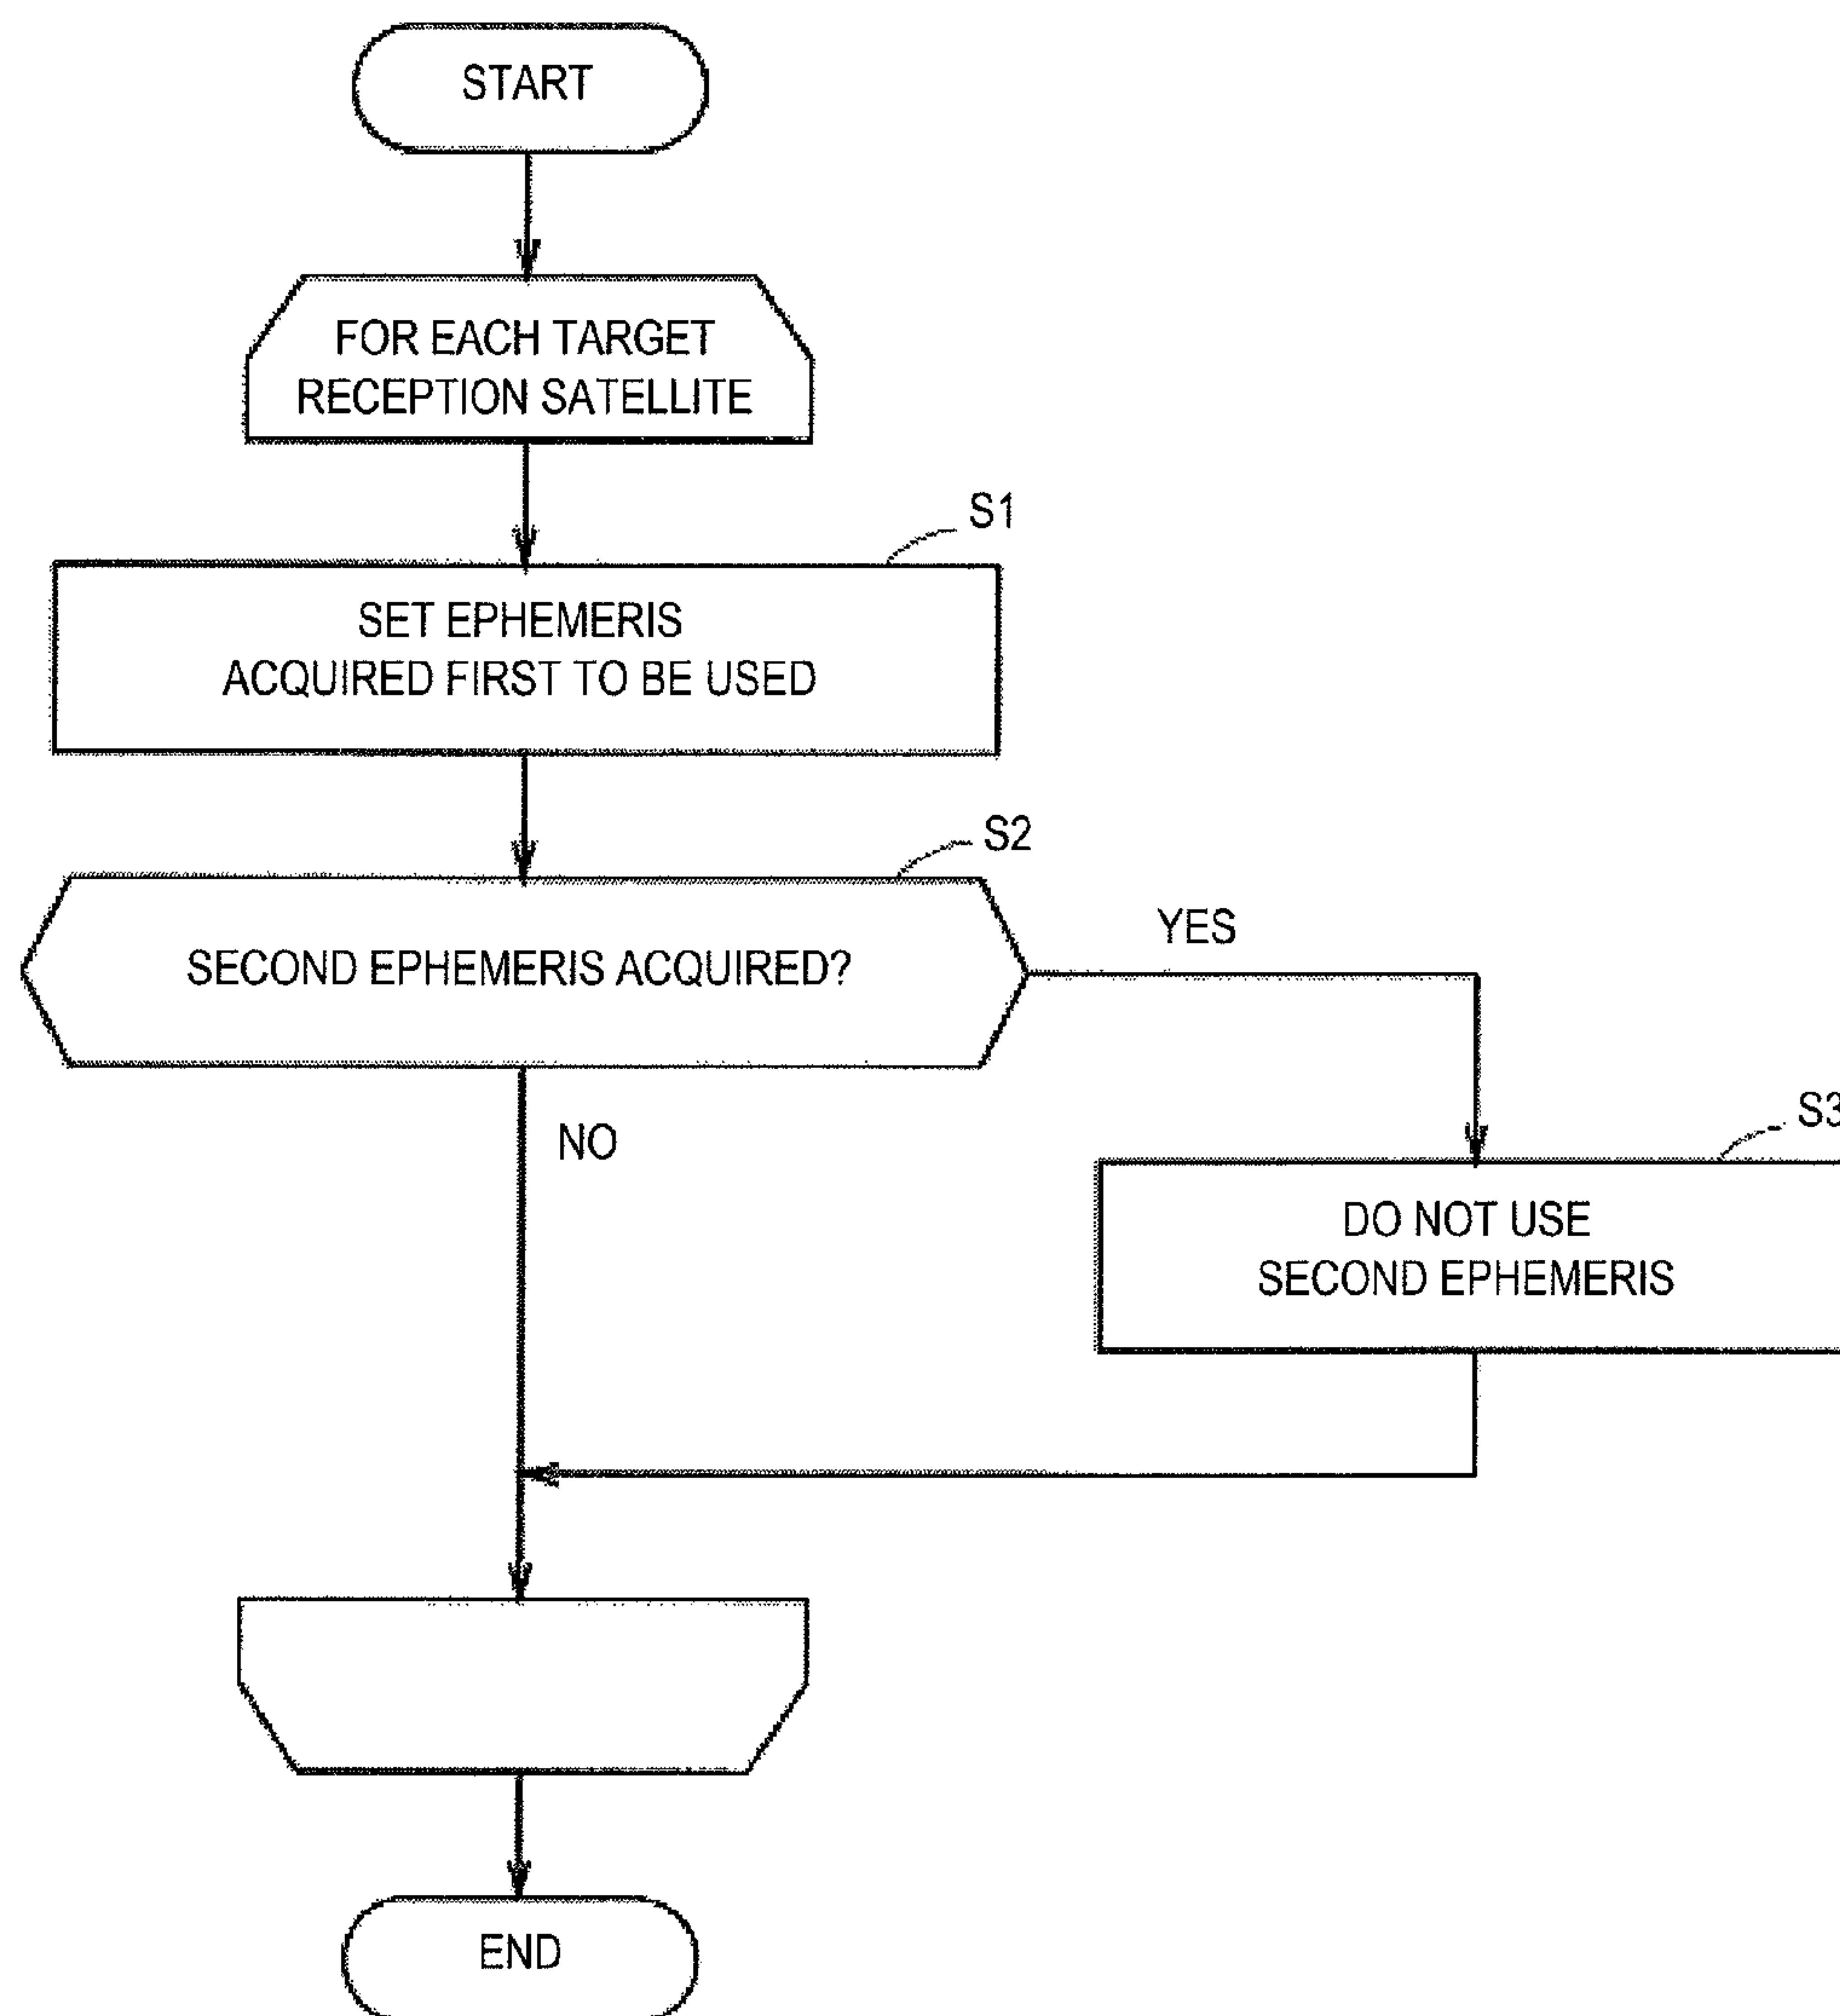 START
FOR EACH TARGET
RECEPTION SATELLITE
S1
SET EPHEMERIS
ACQUIRED FIRST TO BE USED
S2
SECOND EPHEMERIS ACQUIRED?
YES
NO
S3
DO NOT USE
SECOND EPHEMERIS
END